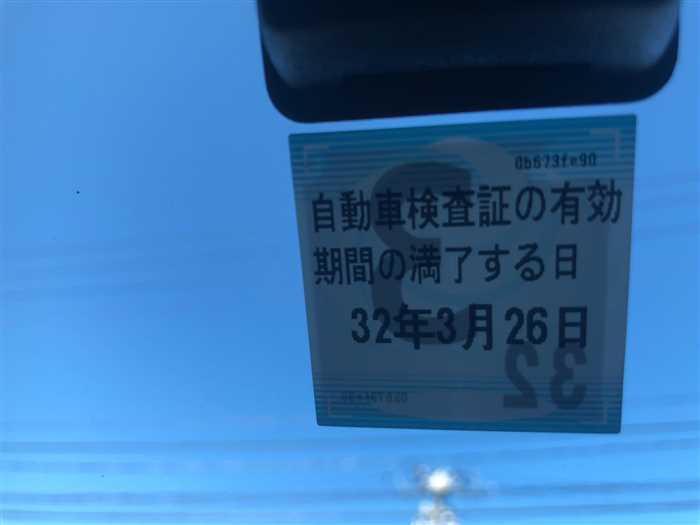 0b673fe90
自動車検査証の有効
期間の満了する日
32年3月26日
3
32